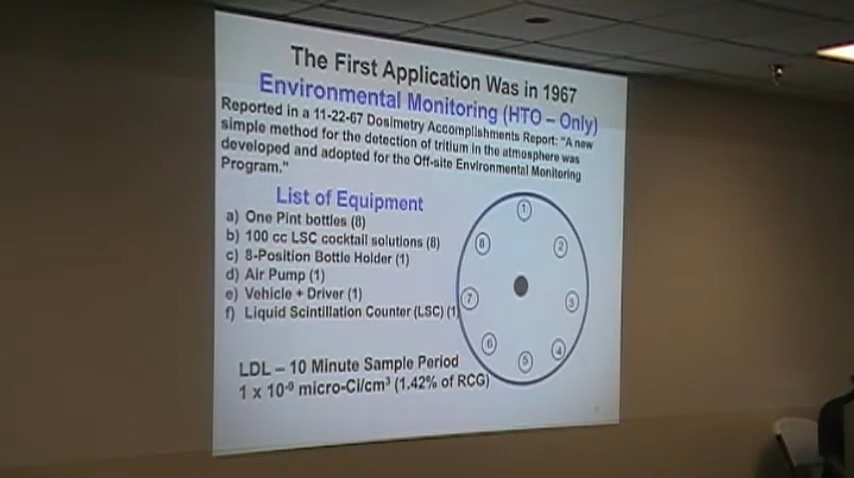 The First Application Was in 1967
Environmental Monitoring (HTO – Only)
Reported in a 11-22-67 Dosimetry Accomplishments Report: "A new
simple method for the detection of tritium in the atmosphere was
developed and adopted for the Off-site Environmental Monitoring
Program."
List of Equipment
a) One Pint bottles (8)
b) 100 cc LSC cocktail solutions (8)
c) 8-Position Bottle Holder (1)
d) Air Pump (1)
e) Vehicle + Driver (1)
f) Liquid Scintillation Counter (LSC) (1
1
2
3
4
5
6
7
8
LDL – 10 Minute Sample Period
1 x 10⁻⁹ micro-Ci/cm³ (1.42% of RCG)